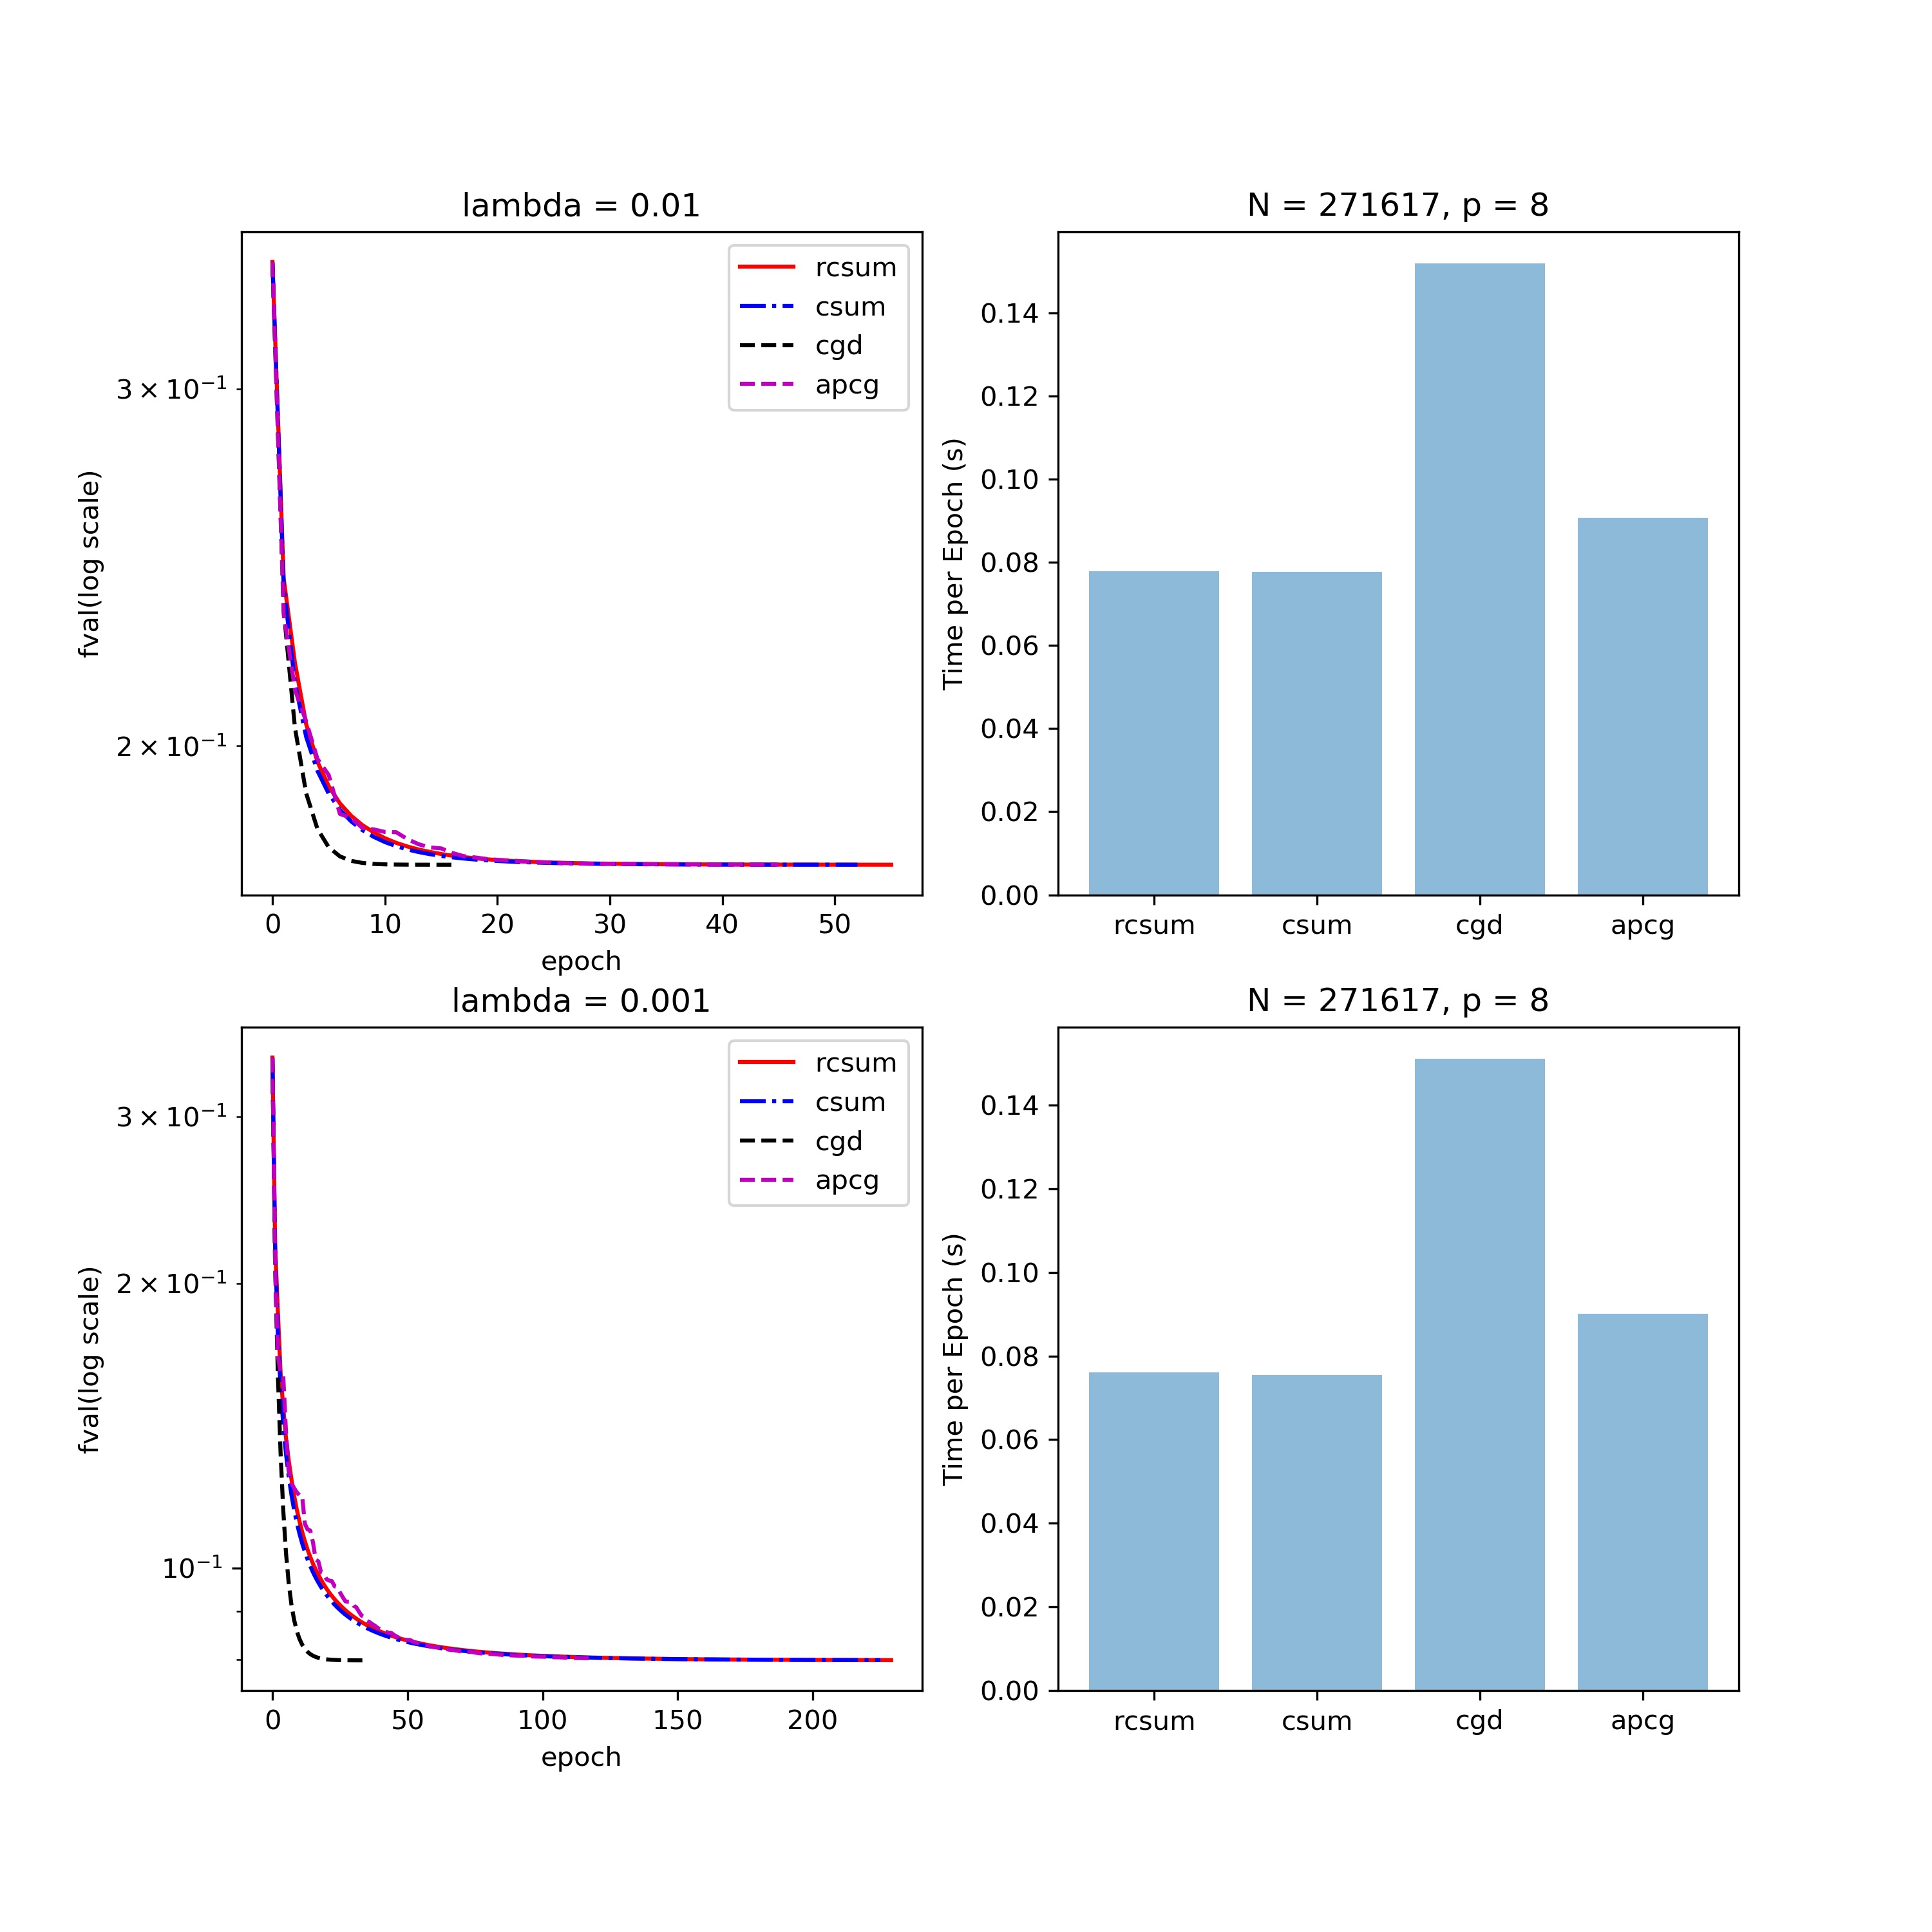 lambda = 0.01
3 × 10⁻¹
2 × 10⁻¹
fval(log scale)
rcsum
csum
cgd
apcg
0 10 20 30 40 50
epoch
N = 271617, p = 8
0.14
0.12
0.10
0.08
0.06
0.04
0.02
0.00
Time per Epoch (s)
rcsum csum cgd apcg
lambda = 0.001
3 × 10⁻¹
2 × 10⁻¹
10⁻¹
fval(log scale)
rcsum
csum
cgd
apcg
0 50 100 150 200
epoch
N = 271617, p = 8
0.14
0.12
0.10
0.08
0.06
0.04
0.02
0.00
Time per Epoch (s)
rcsum csum cgd apcg